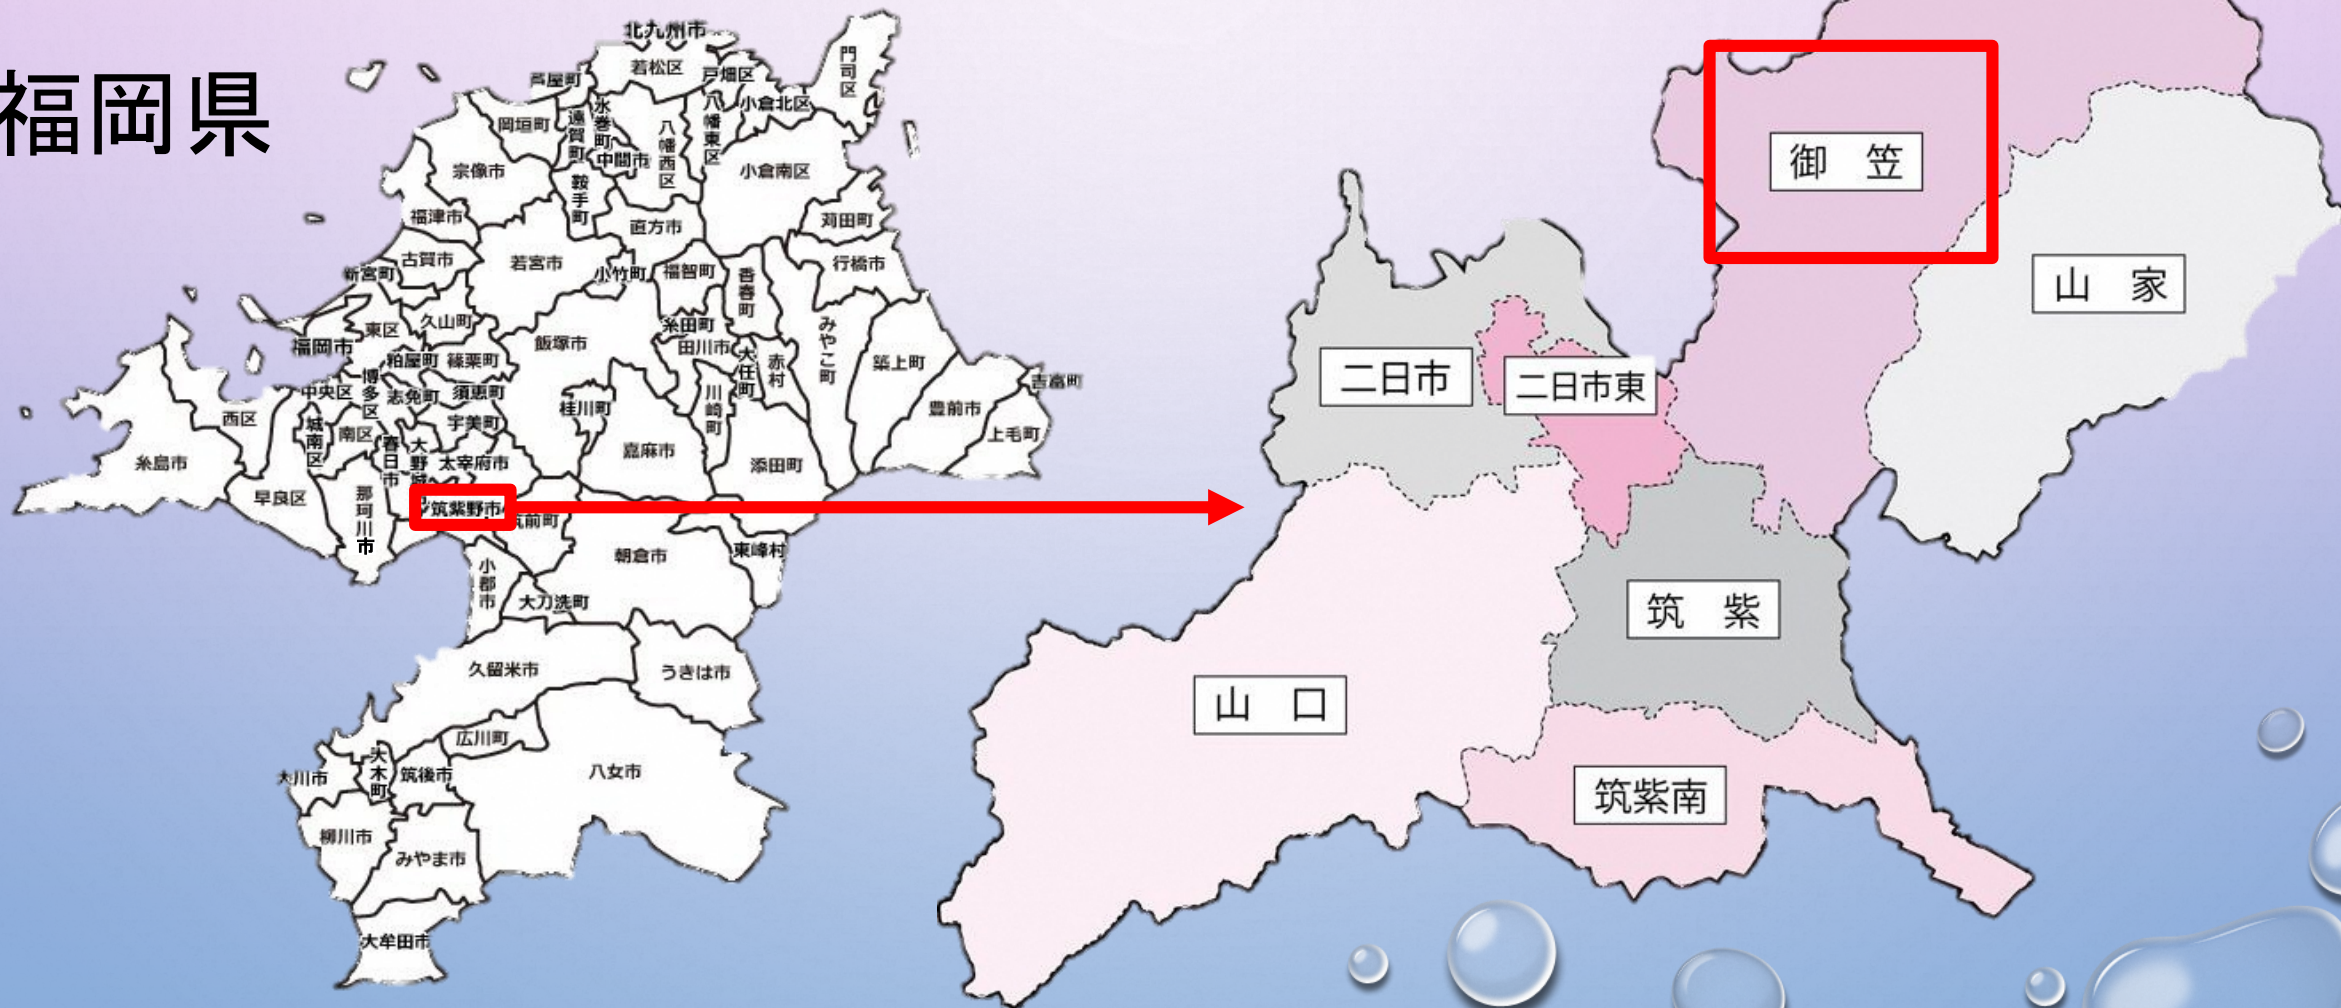 福岡県
北九州市
門司区
若松区
戸畑区
芦屋町
水巻町
八幡東区
小倉北区
岡垣町
遠賀町
八幡西区
中間市
宗像市
小倉南区
鞍手町
福津市
直方市
苅田町
古賀市
若宮市
新宮町
小竹町
福智町
香春町
行橋市
東区
久山町
糸田町
みやこ町
福岡市
飯塚市
田川市
大任町
赤村
粕屋町
篠栗町
築上町
吉富町
中央区
博多区
志免町
須恵町
川崎町
桂川町
豊前市
西区
城南区
南区
宇美町
上毛町
春日市
大野城市
太宰府市
嘉麻市
添田町
糸島市
早良区
那珂川市
筑紫野市
筑前町
朝倉市
東峰村
小郡市
大刀洗町
久留米市
うきは市
広川町
大川市
大木町
筑後市
八女市
柳川市
みやま市
大牟田市
御 笠
山 家
二日市
二日市東
筑 紫
山 口
筑紫南